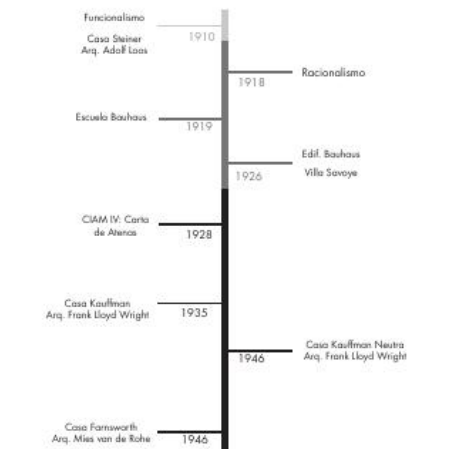 Funcionalismo
Casa Steiner
Arq. Adolf Loos
1910
Racionalismo
1918
Escuela Bauhaus
1919
Edif. Bauhaus
Villa Savoye
1926
CIAM IV: Carta
de Atenas
1928
Casa Kauffman
Arq. Frank Lloyd Wright
1935
Casa Kauffman Neutra
Arq. Frank Lloyd Wright
1946
Casa Farnsworth
Arq. Mies van de Rohe
1946